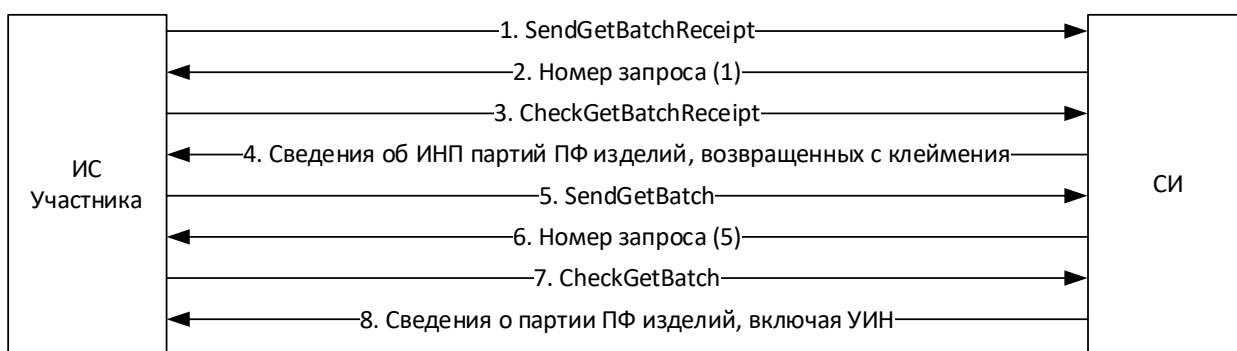 1. SendGetBatchReceipt
2. Номер запроса (1)
3. CheckGetBatchReceipt
4. Сведения об ИНП партий ПФ изделий, возвращенных с клеймения
ИС
Участника
СИ
5. SendGetBatch
6. Номер запроса (5)
7. CheckGetBatch
8. Сведения о партии ПФ изделий, включая УИН